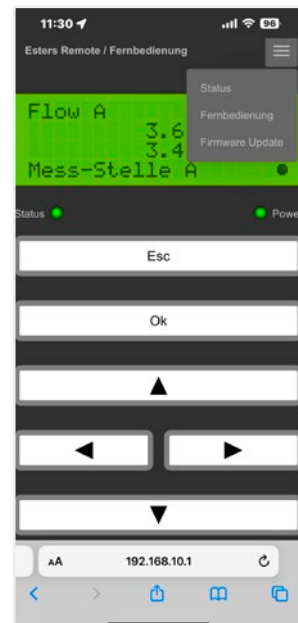 11:30
96
Esters Remote / Fernbedienung
Status
Fernbedienung
Firmware Update
Flow A
3.6
3.4
Mess-Stelle A
Status
Powe
Esc
Ok
AA
192.168.10.1